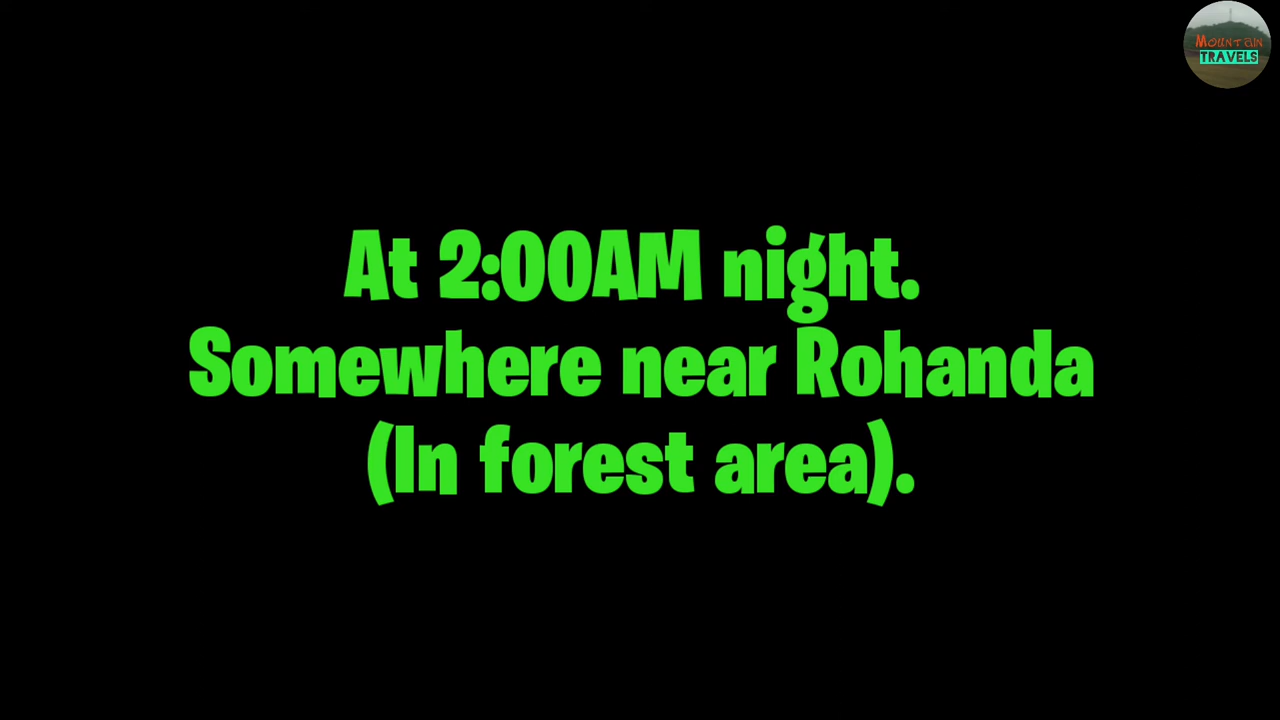 Mountain
TRAVELS
At 2:00AM night.
Somewhere near Rohanda
(In forest area).